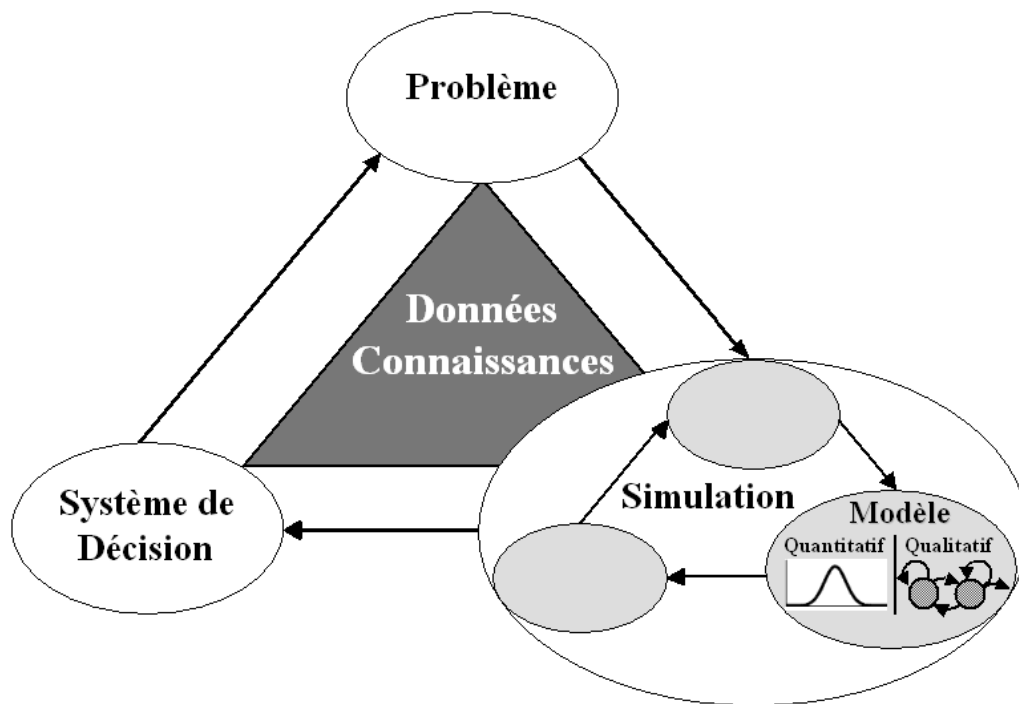 Problème
Données
Connaissances
Système de
Décision
Simulation
Modèle
Quantitatif
Qualitatif